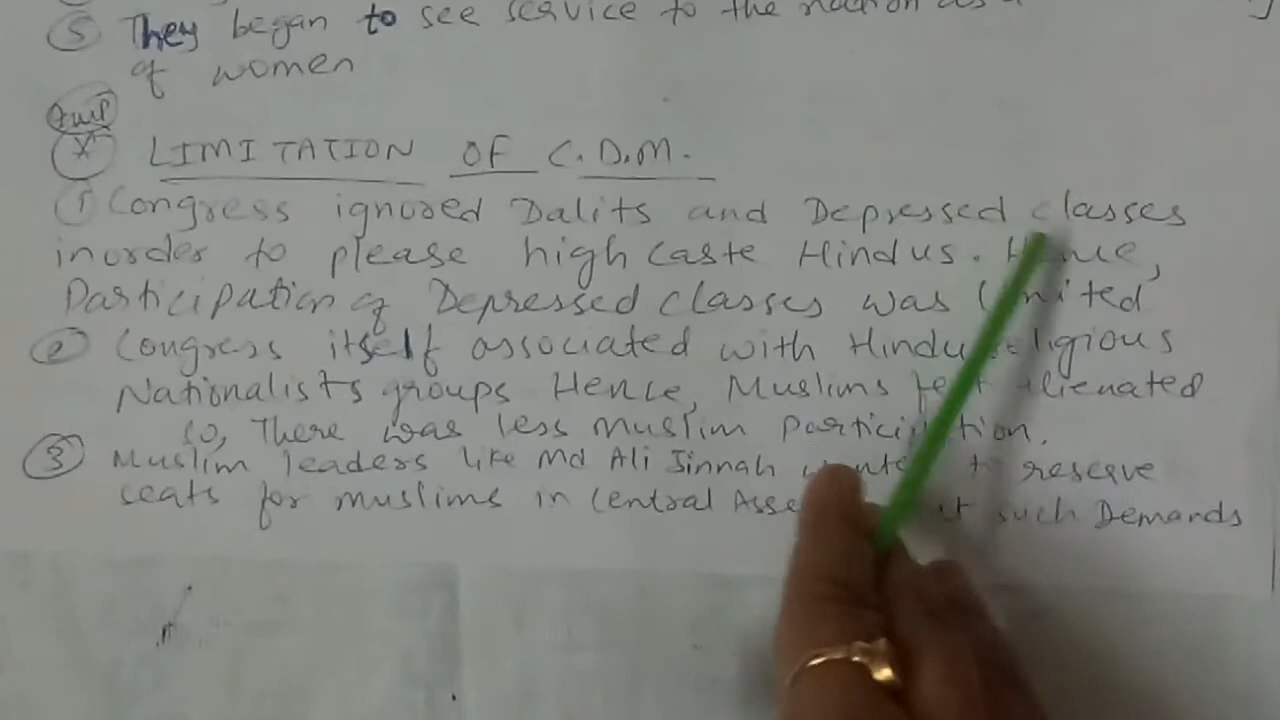 ⑤ They began to see service to the nation as a
of women
Imp
* LIMITATION OF C.D.M.
① Congress ignored Dalits and Depressed classes
inorder to please high caste Hindus. Hence,
Participation of Depressed classes was limited
② Congress itself associated with Hindu religious
Nationalists groups Hence, Muslims felt alienated
so, There was less muslim participation.
③ Muslim leaders like Md Ali Jinnah wanted to reserve
seats for muslims in Central such Demands